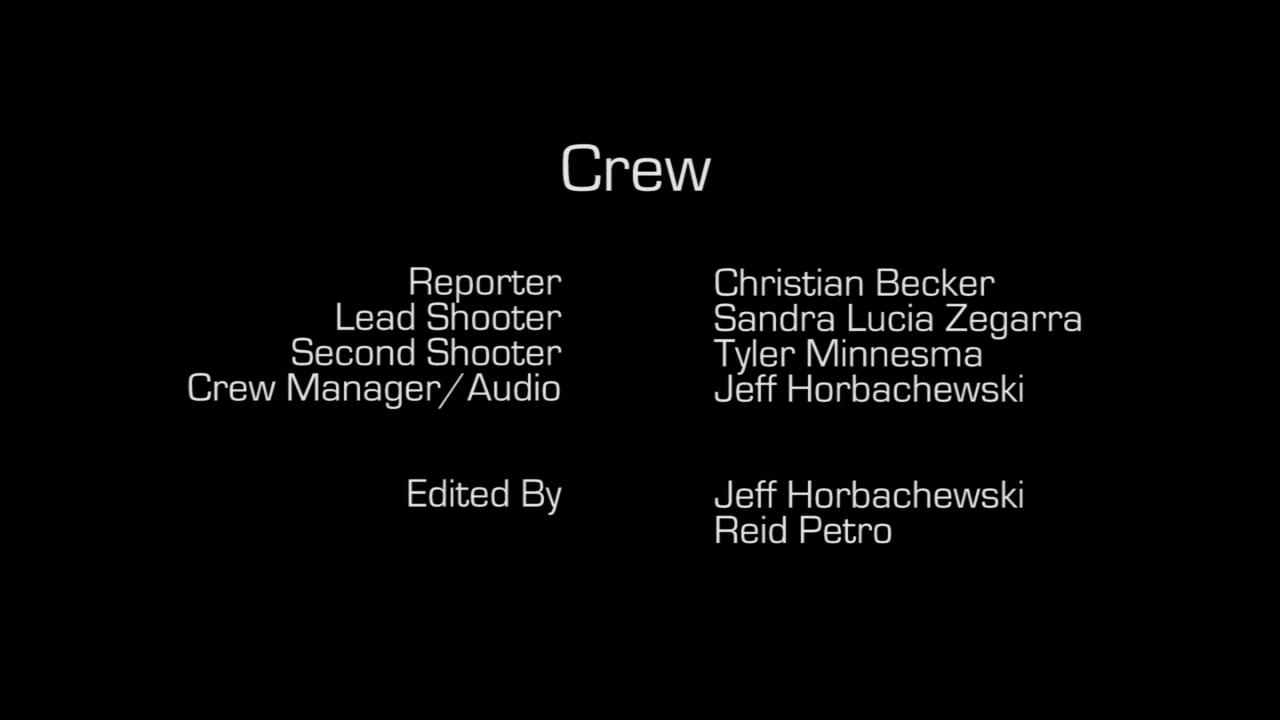 Crew
Reporter Christian Becker
Lead Shooter Sandra Lucia Zegarra
Second Shooter Tyler Minnesma
Crew Manager/Audio Jeff Horbachewski
Edited By Jeff Horbachewski
Reid Petro